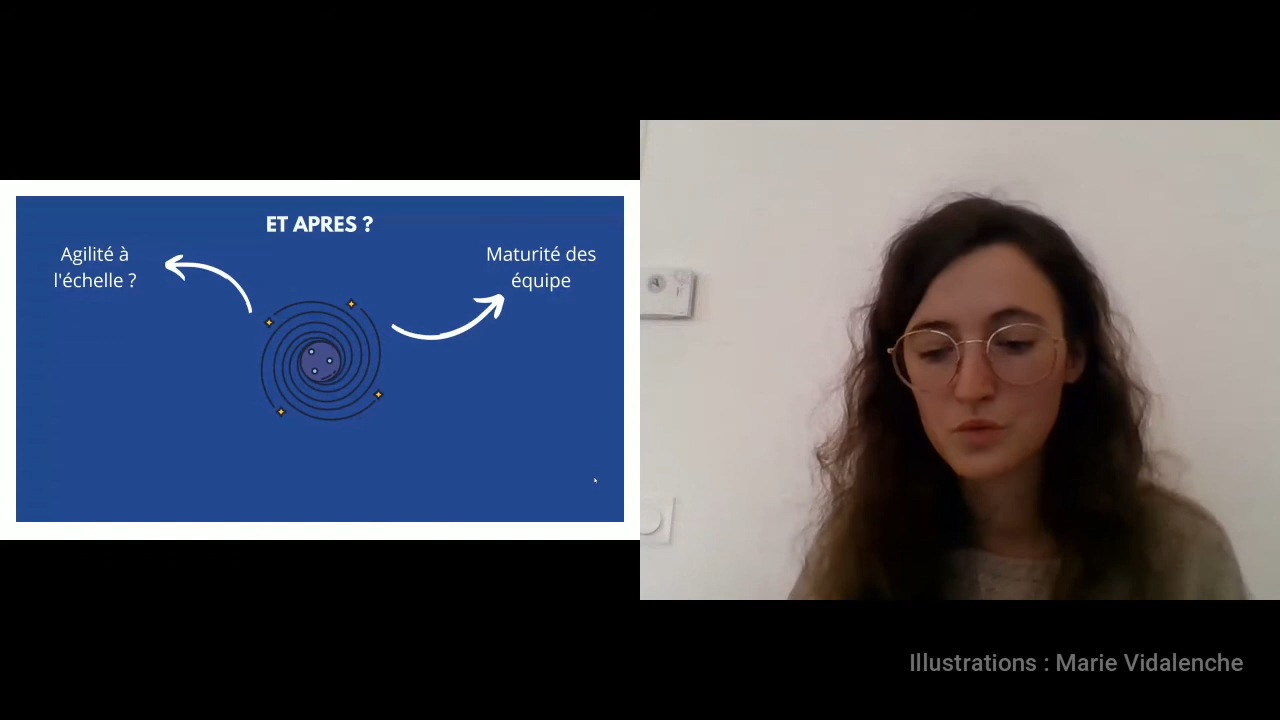 ET APRES ?
Agilité à
l'échelle ?
Maturité des
équipe
Illustrations : Marie Vidalenche